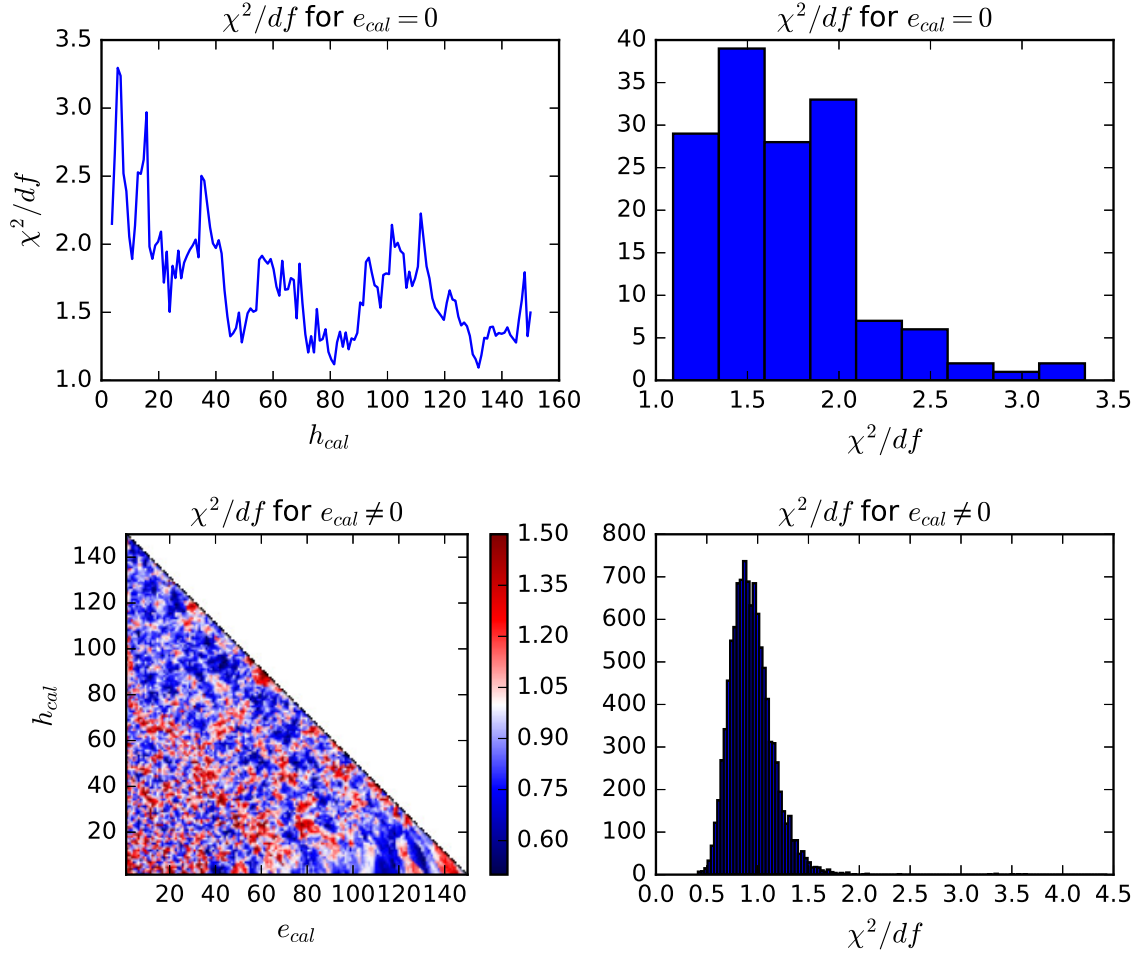 χ²/df for e_cal = 0
3.5
3.0
2.5
2.0
1.5
1.0
χ²/df
0 20 40 60 80 100 120 140 160
h_cal
χ²/df for e_cal = 0
40
35
30
25
20
15
10
5
0
1.0 1.5 2.0 2.5 3.0 3.5
χ²/df
χ²/df for e_cal ≠ 0
140
120
100
80
60
40
20
h_cal
20 40 60 80 100 120 140
e_cal
1.50
1.35
1.20
1.05
0.90
0.75
0.60
χ²/df for e_cal ≠ 0
800
700
600
500
400
300
200
100
0
0.0 0.5 1.0 1.5 2.0 2.5 3.0 3.5 4.0 4.5
χ²/df